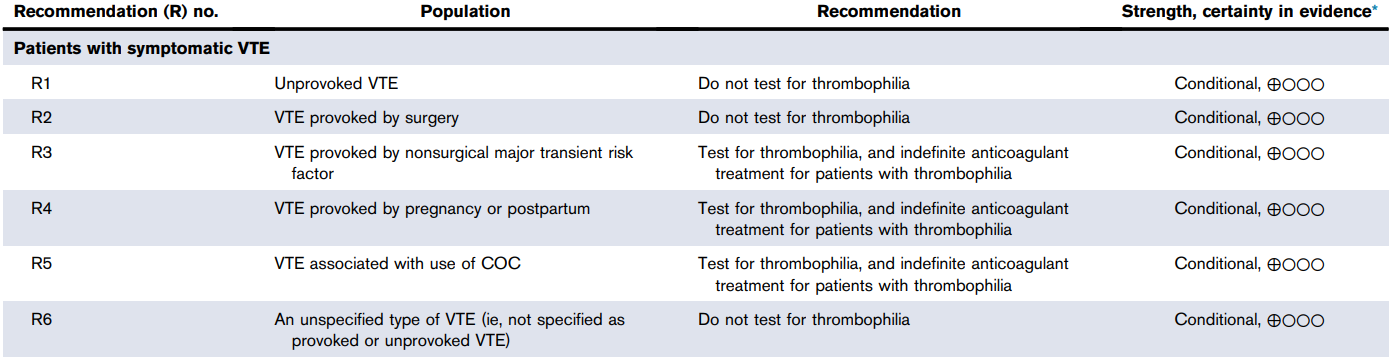 Recommendation (R) no. Population Recommendation Strength, certainty in evidence*
Patients with symptomatic VTE
R1 Unprovoked VTE Do not test for thrombophilia Conditional, ⊕○○○
R2 VTE provoked by surgery Do not test for thrombophilia Conditional, ⊕○○○
R3 VTE provoked by nonsurgical major transient risk Test for thrombophilia, and indefinite anticoagulant Conditional, ⊕○○○
factor treatment for patients with thrombophilia
R4 VTE provoked by pregnancy or postpartum Test for thrombophilia, and indefinite anticoagulant Conditional, ⊕○○○
treatment for patients with thrombophilia
R5 VTE associated with use of COC Test for thrombophilia, and indefinite anticoagulant Conditional, ⊕○○○
treatment for patients with thrombophilia
R6 An unspecified type of VTE (ie, not specified as Do not test for thrombophilia Conditional, ⊕○○○
provoked or unprovoked VTE)